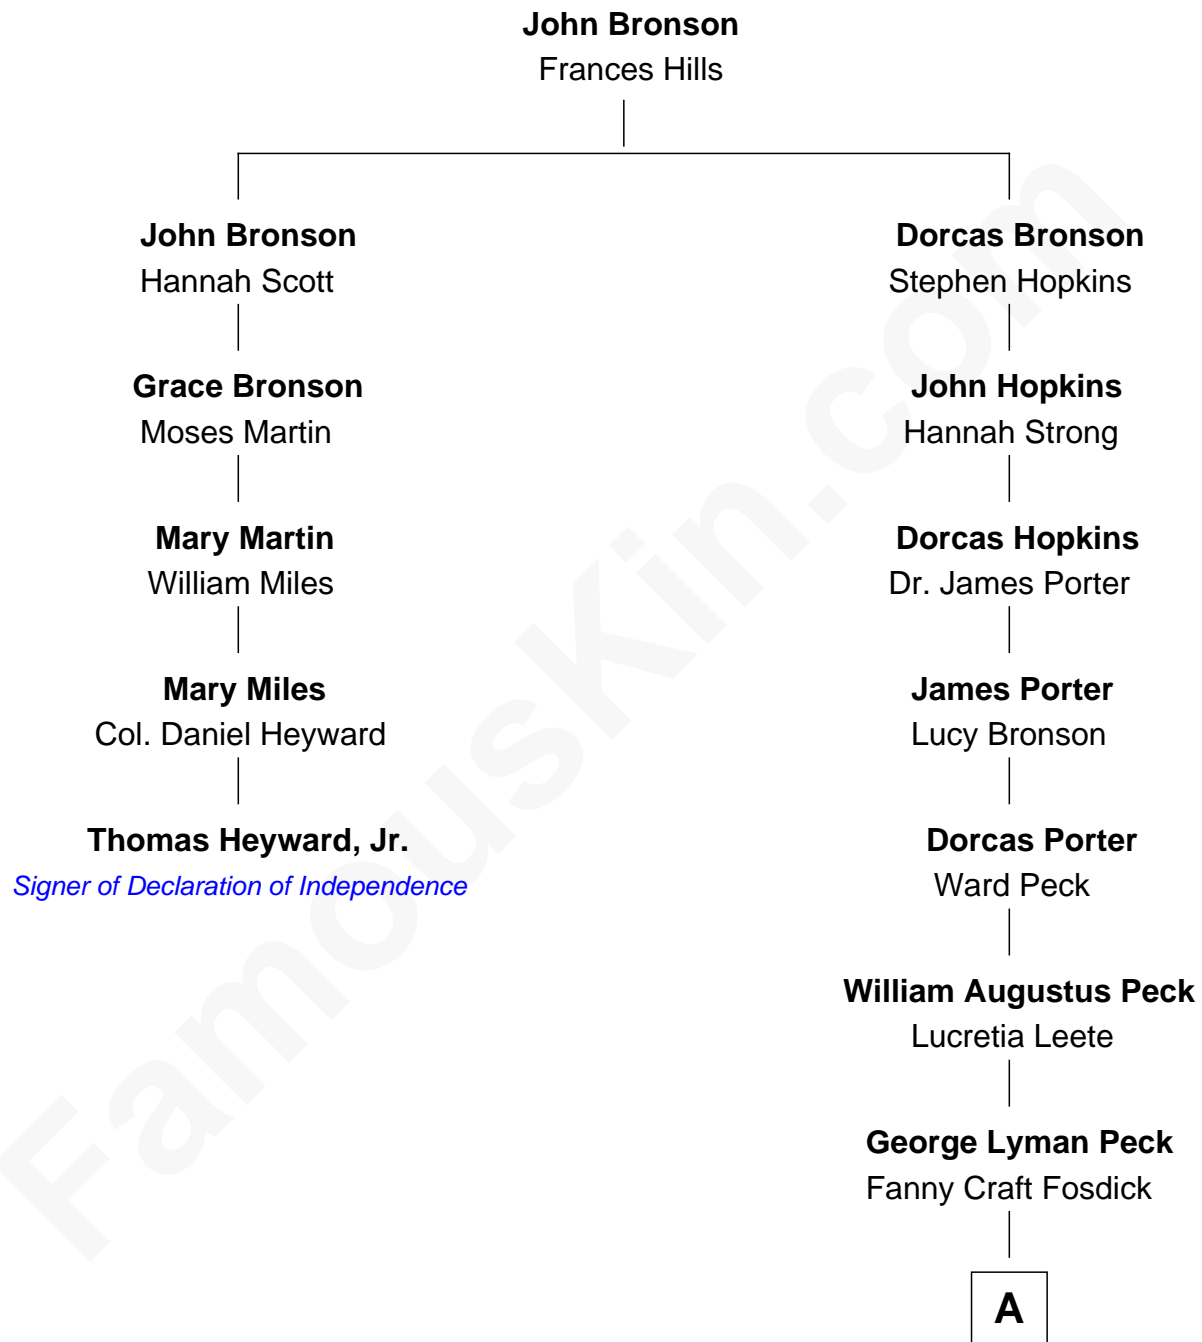 John Bronson
Frances Hills
John Bronson
Hannah Scott
Grace Bronson
Moses Martin
Mary Martin
William Miles
Mary Miles
Col. Daniel Heyward
Thomas Heyward, Jr.
Signer of Declaration of Independence
Dorcas Bronson
Stephen Hopkins
John Hopkins
Hannah Strong
Dorcas Hopkins
Dr. James Porter
James Porter
Lucy Bronson
Dorcas Porter
Ward Peck
William Augustus Peck
Lucretia Leete
George Lyman Peck
Fanny Craft Fosdick
A
FamousKin.com